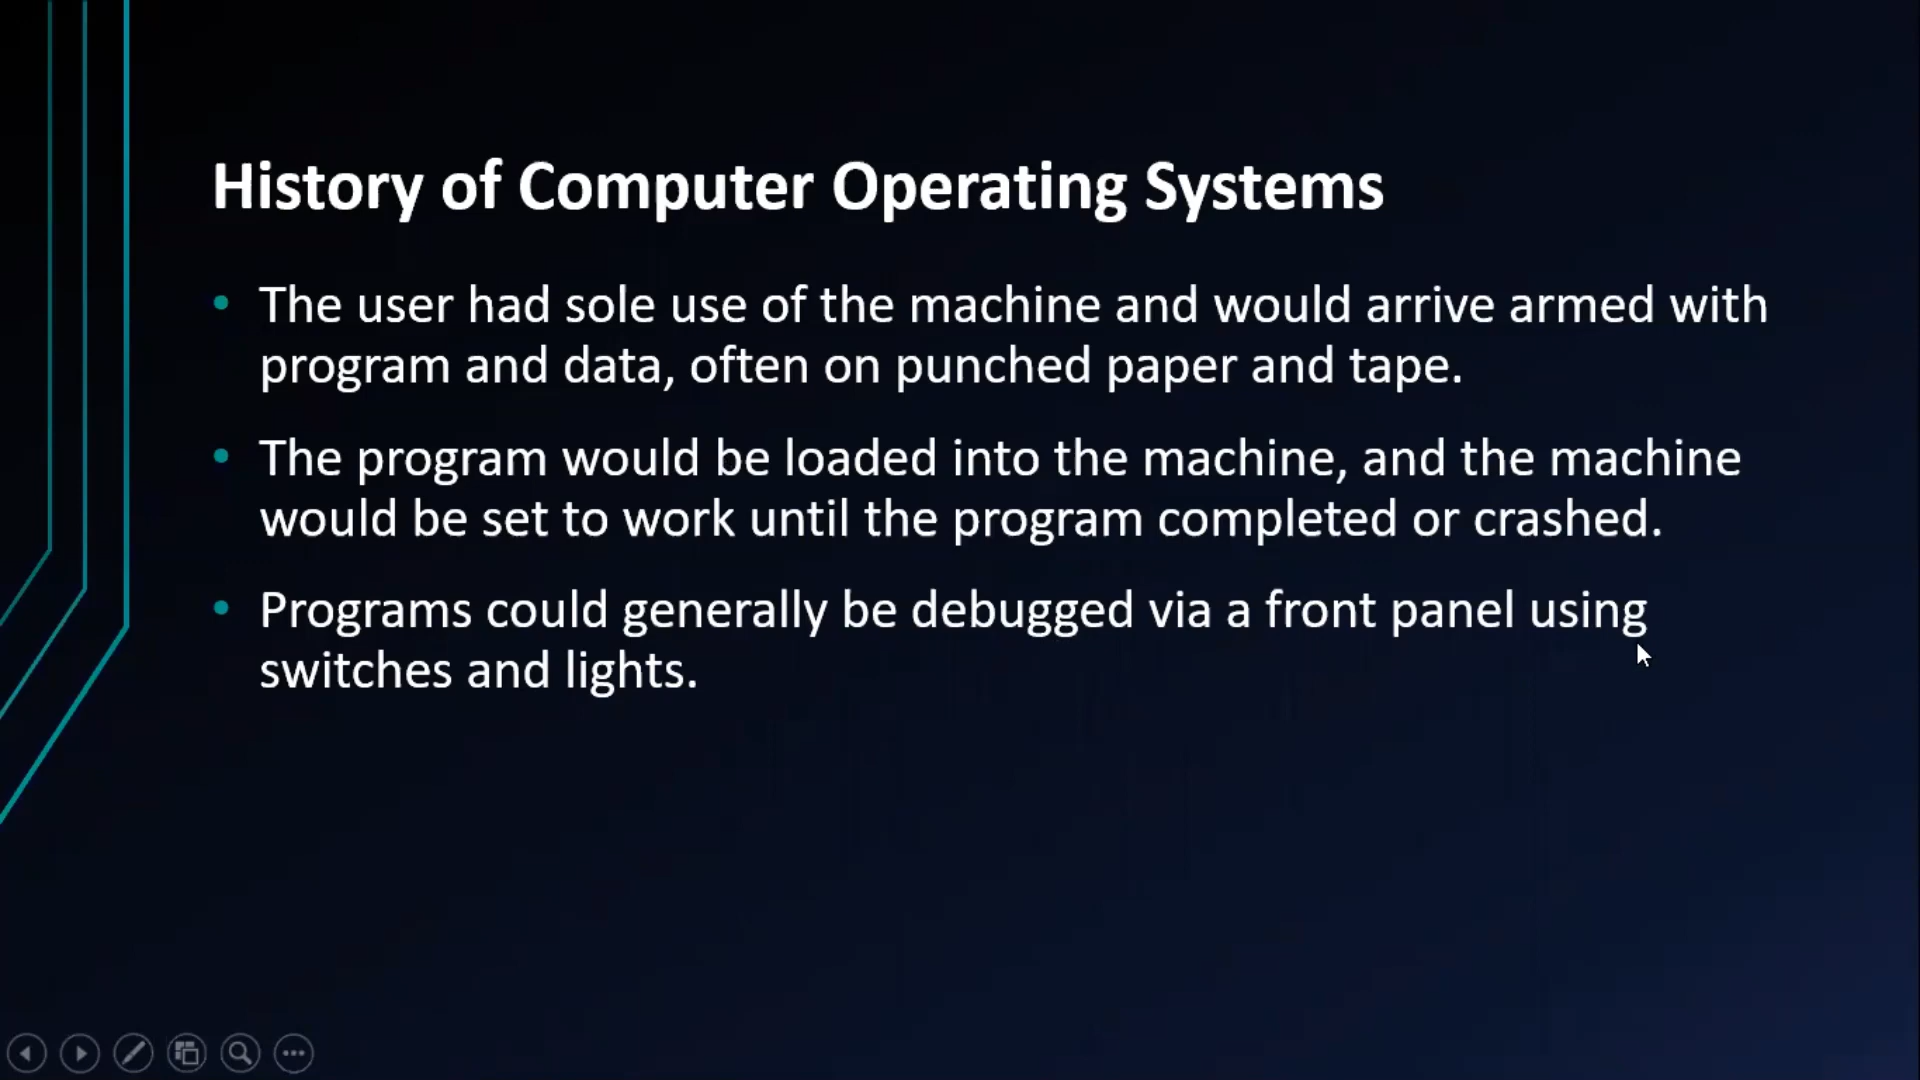 History of Computer Operating Systems
• The user had sole use of the machine and would arrive armed with
program and data, often on punched paper and tape.
• The program would be loaded into the machine, and the machine
would be set to work until the program completed or crashed.
• Programs could generally be debugged via a front panel using
switches and lights.